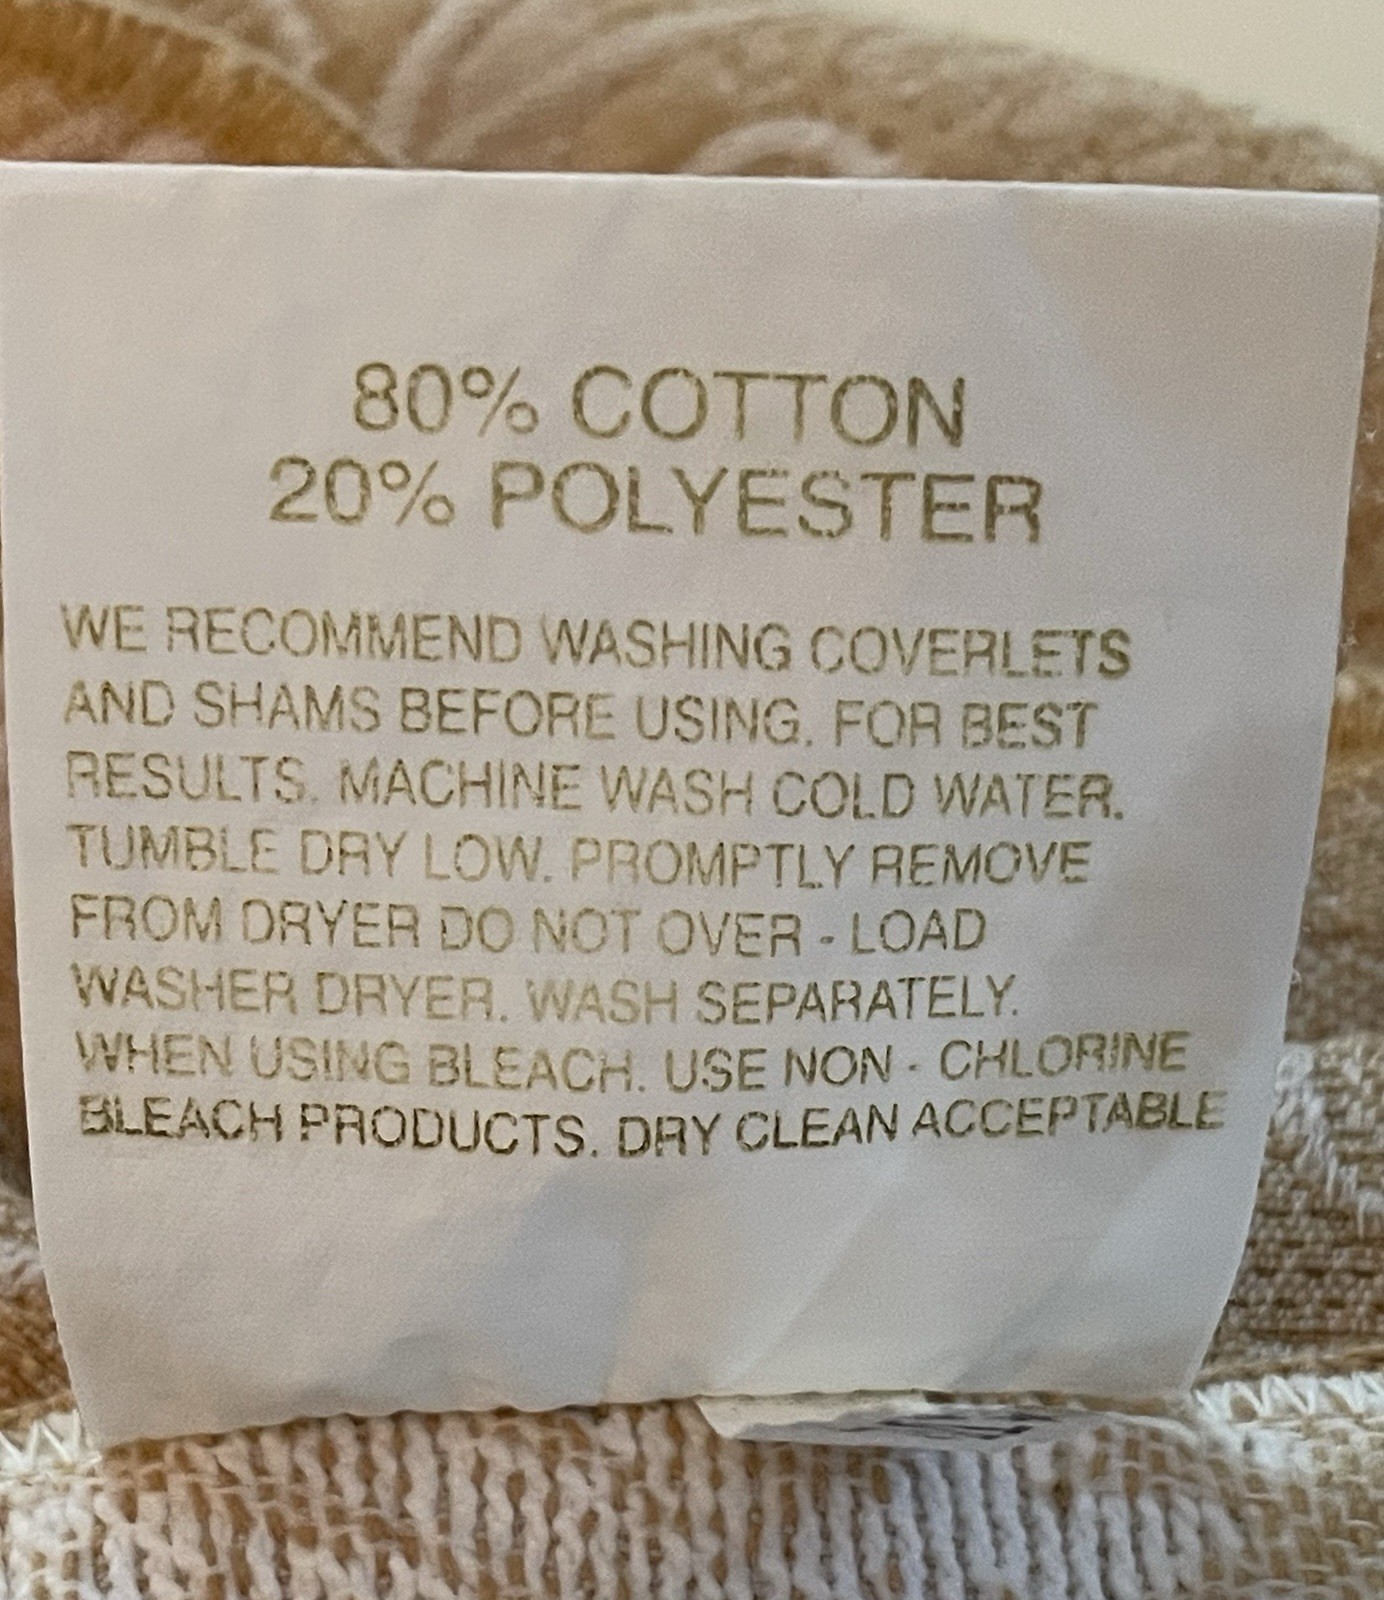 80% COTTON
20% POLYESTER
WE RECOMMEND WASHING COVERLETS
AND SHAMS BEFORE USING. FOR BEST
RESULTS. MACHINE WASH COLD WATER.
TUMBLE DRY LOW. PROMPTLY REMOVE
FROM DRYER DO NOT OVER - LOAD
WASHER DRYER. WASH SEPARATELY.
WHEN USING BLEACH. USE NON - CHLORINE
BLEACH PRODUCTS. DRY CLEAN ACCEPTABLE